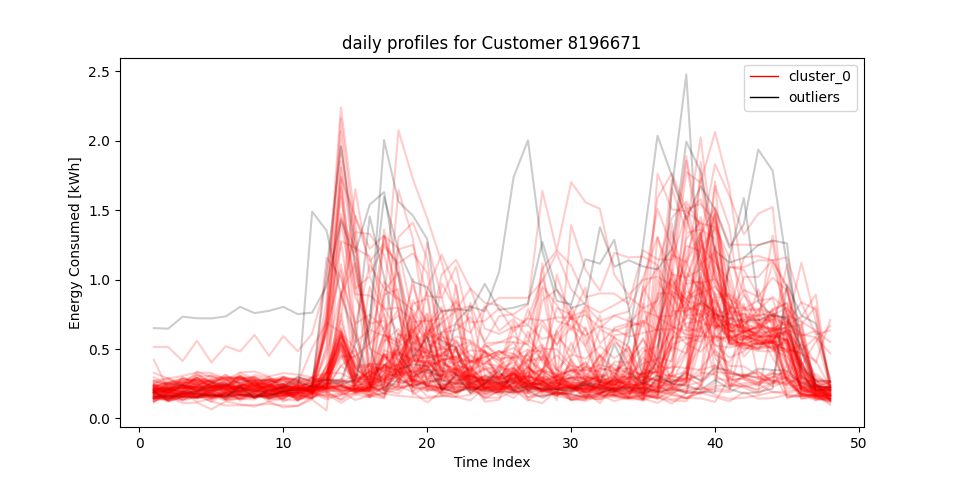 daily profiles for Customer 8196671
cluster_0
outliers
Energy Consumed [kWh]
2.5
2.0
1.5
1.0
0.5
0.0
0 10 20 30 40 50
Time Index